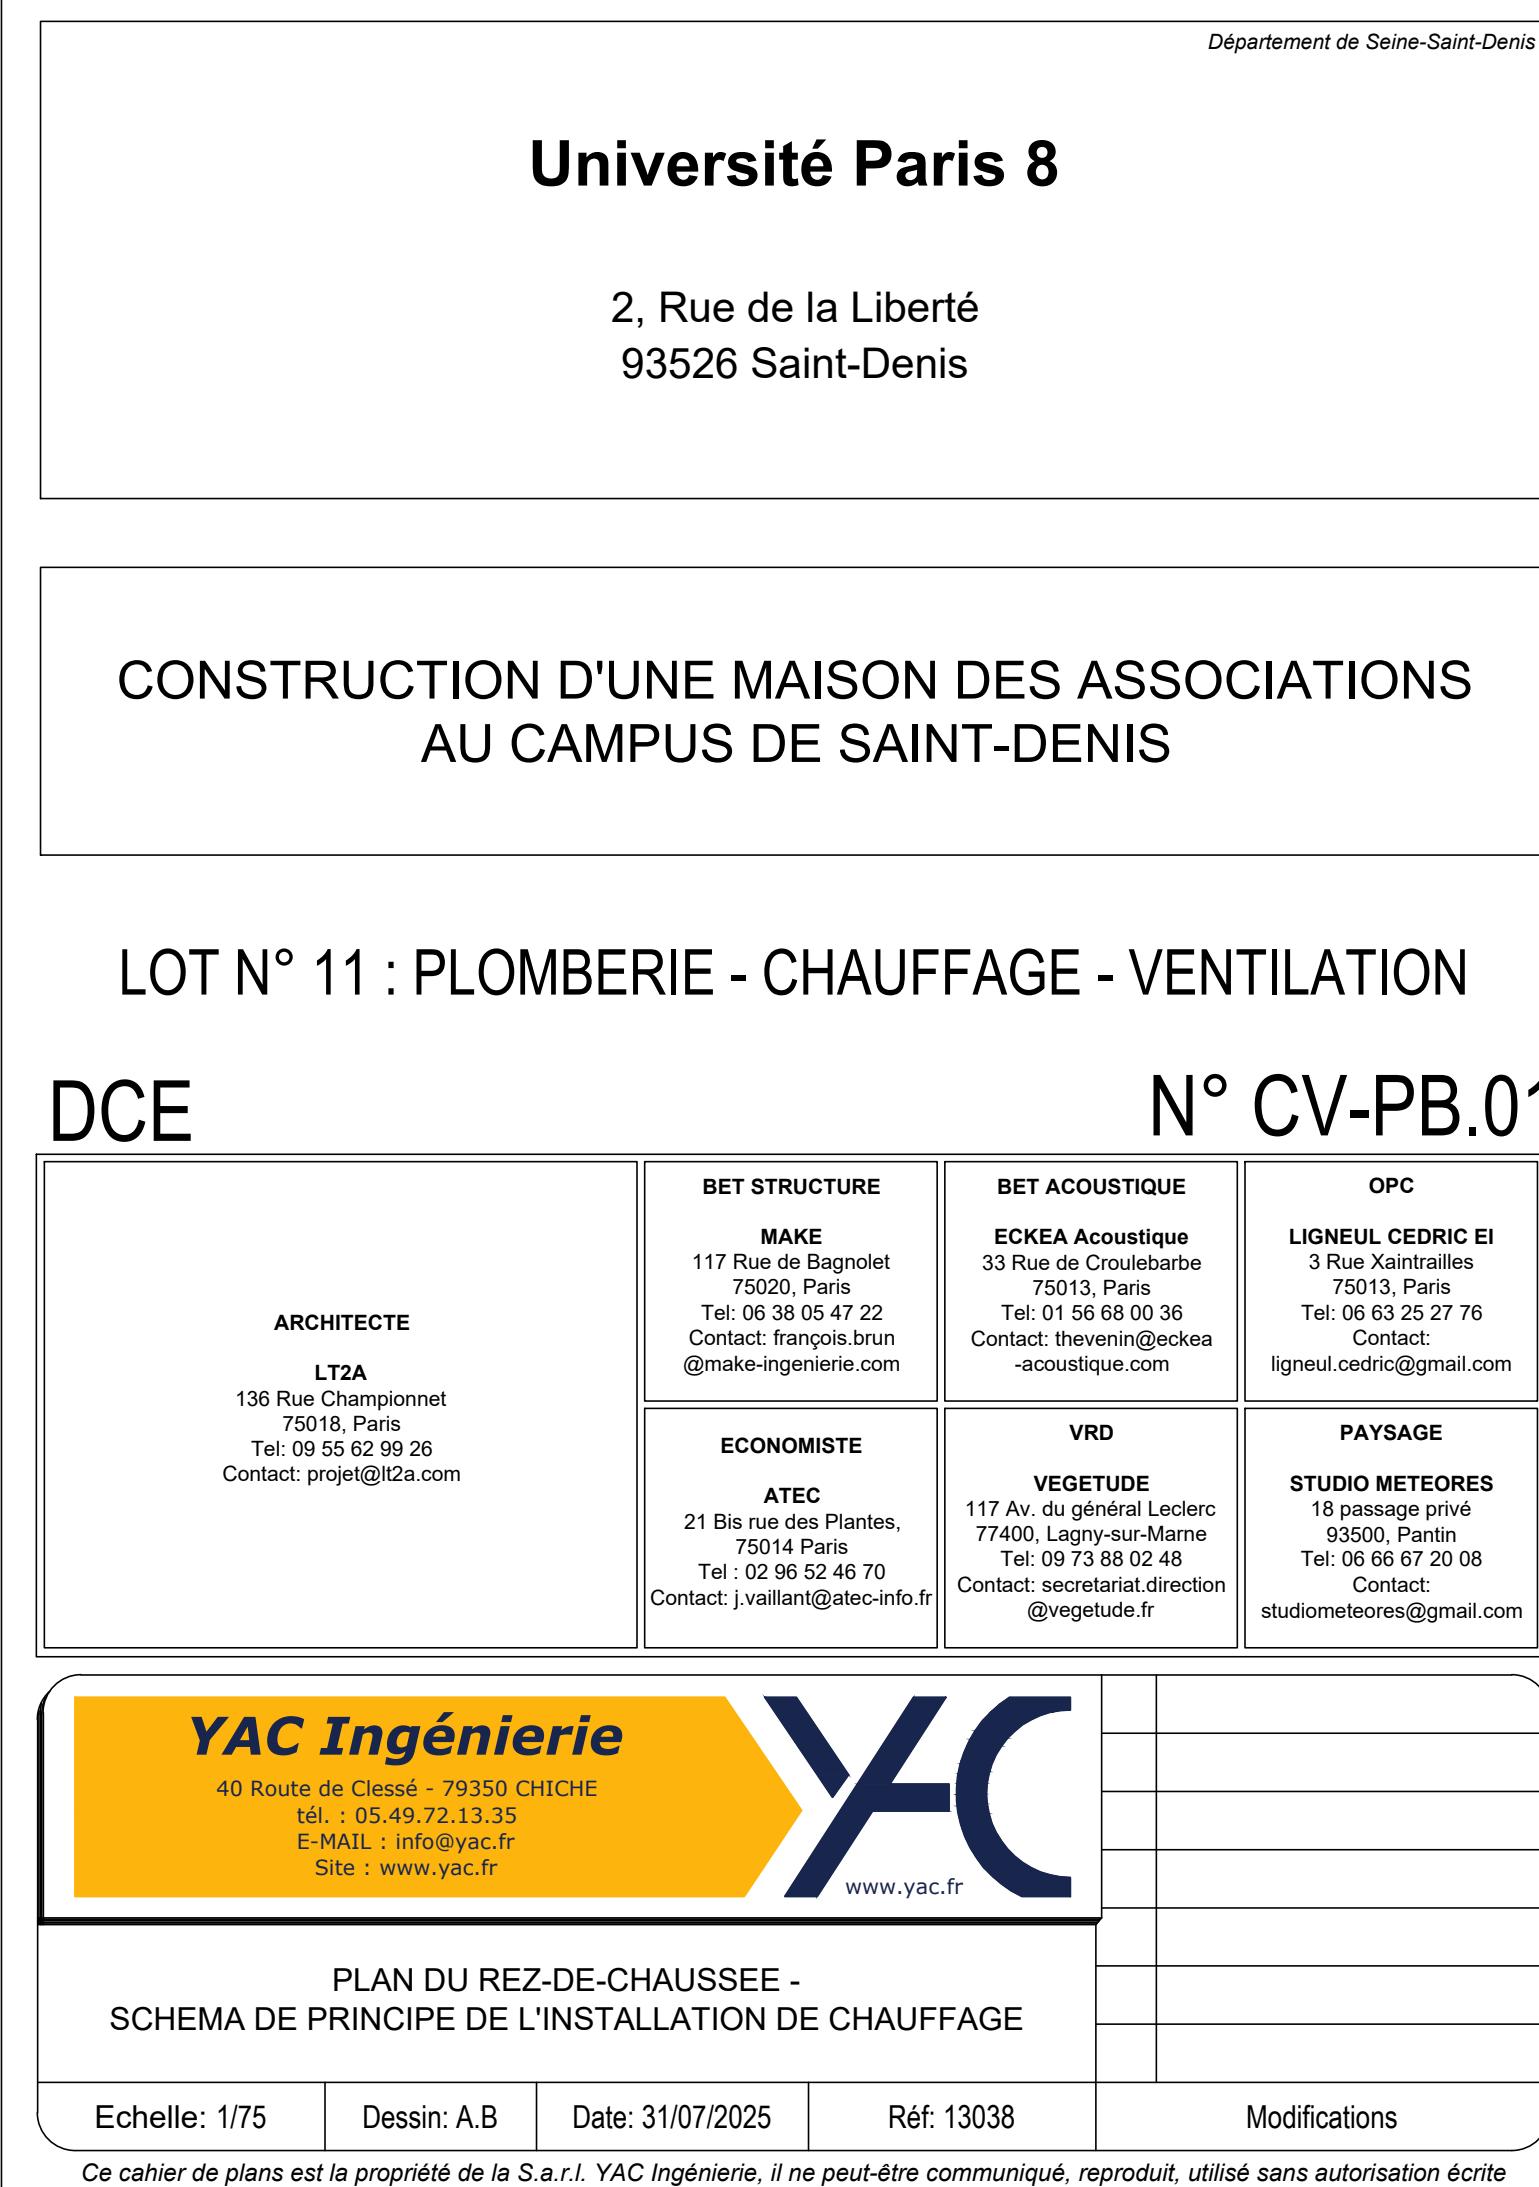 Département de Seine-Saint-Denis
Université Paris 8
2, Rue de la Liberté
93526 Saint-Denis
CONSTRUCTION D'UNE MAISON DES ASSOCIATIONS
AU CAMPUS DE SAINT-DENIS
LOT N° 11 : PLOMBERIE - CHAUFFAGE - VENTILATION
DCE
N° CV-PB.01
ARCHITECTE
LT2A
136 Rue Championnet
75018, Paris
Tel: 09 55 62 99 26
Contact: projet@lt2a.com
BET STRUCTURE
MAKE
117 Rue de Bagnolet
75020, Paris
Tel: 06 38 05 47 22
Contact: françois.brun
@make-ingenierie.com
BET ACOUSTIQUE
ECKEA Acoustique
33 Rue de Croulebarbe
75013, Paris
Tel: 01 56 68 00 36
Contact: thevenin@eckea
-acoustique.com
OPC
LIGNEUL CEDRIC EI
3 Rue Xaintrailles
75013, Paris
Tel: 06 63 25 27 76
Contact:
ligneul.cedric@gmail.com
ECONOMISTE
ATEC
21 Bis rue des Plantes,
75014 Paris
Tel : 02 96 52 46 70
Contact: j.vaillant@atec-info.fr
VRD
VEGETUDE
117 Av. du général Leclerc
77400, Lagny-sur-Marne
Tel: 09 73 88 02 48
Contact: secretariat.direction
@vegetude.fr
PAYSAGE
STUDIO METEORES
18 passage privé
93500, Pantin
Tel: 06 66 67 20 08
Contact:
studiometeores@gmail.com
YAC Ingénierie
40 Route de Clessé - 79350 CHICHE
tél. : 05.49.72.13.35
E-MAIL : info@yac.fr
Site : www.yac.fr
YAC
www.yac.fr
PLAN DU REZ-DE-CHAUSSEE -
SCHEMA DE PRINCIPE DE L'INSTALLATION DE CHAUFFAGE
Echelle: 1/75
Dessin: A.B
Date: 31/07/2025
Réf: 13038
Modifications
Ce cahier de plans est la propriété de la S.a.r.l. YAC Ingénierie, il ne peut-être communiqué, reproduit, utilisé sans autorisation écrite